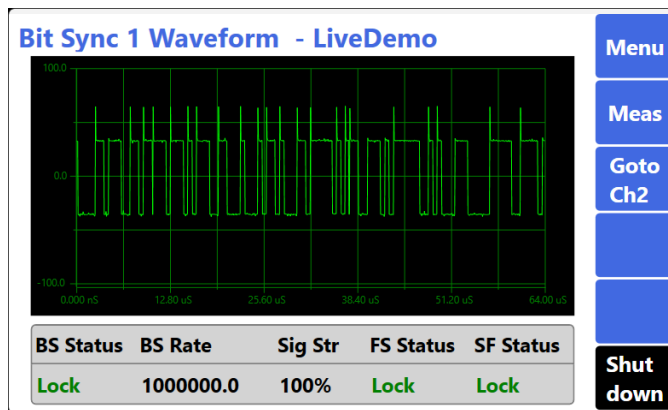 Bit Sync 1 Waveform - LiveDemo
100.0
0.0
-100.0
0.000 nS 12.80 uS 25.60 uS 38.40 uS 51.20 uS 64.00 uS
BS Status BS Rate Sig Str FS Status SF Status
Lock 1000000.0 100% Lock Lock
Menu
Meas
Goto
Ch2
Shut
down